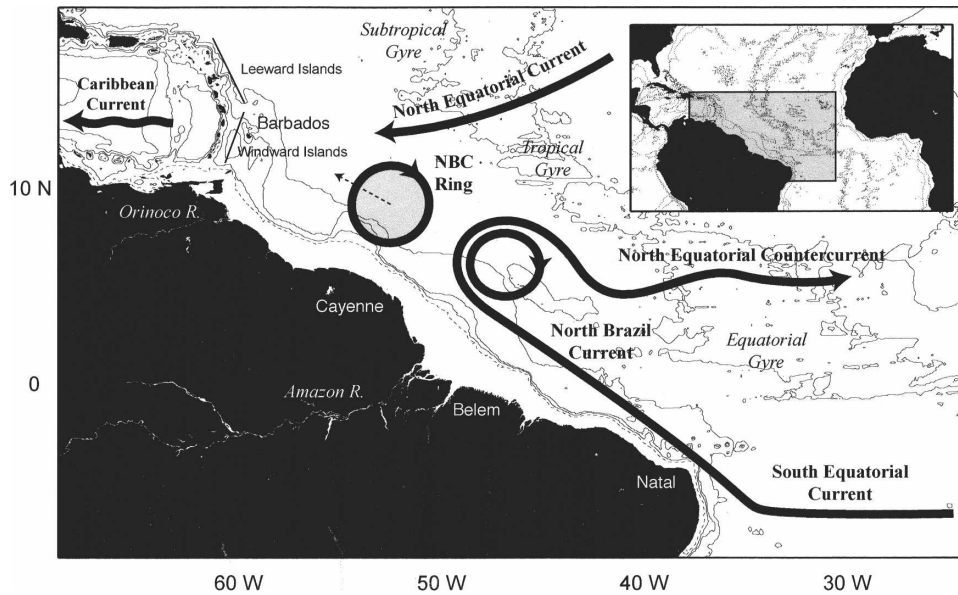 Subtropical
Gyre
Leeward Islands
North Equatorial Current
Caribbean
Current
Barbados
Windward Islands
Tropical
Gyre
NBC
Ring
10 N
Orinoco R.
North Equatorial Countercurrent
Cayenne
North Brazil
Current
Equatorial
Gyre
0
Amazon R.
Belem
South Equatorial
Current
Natal
60 W
50 W
40 W
30 W